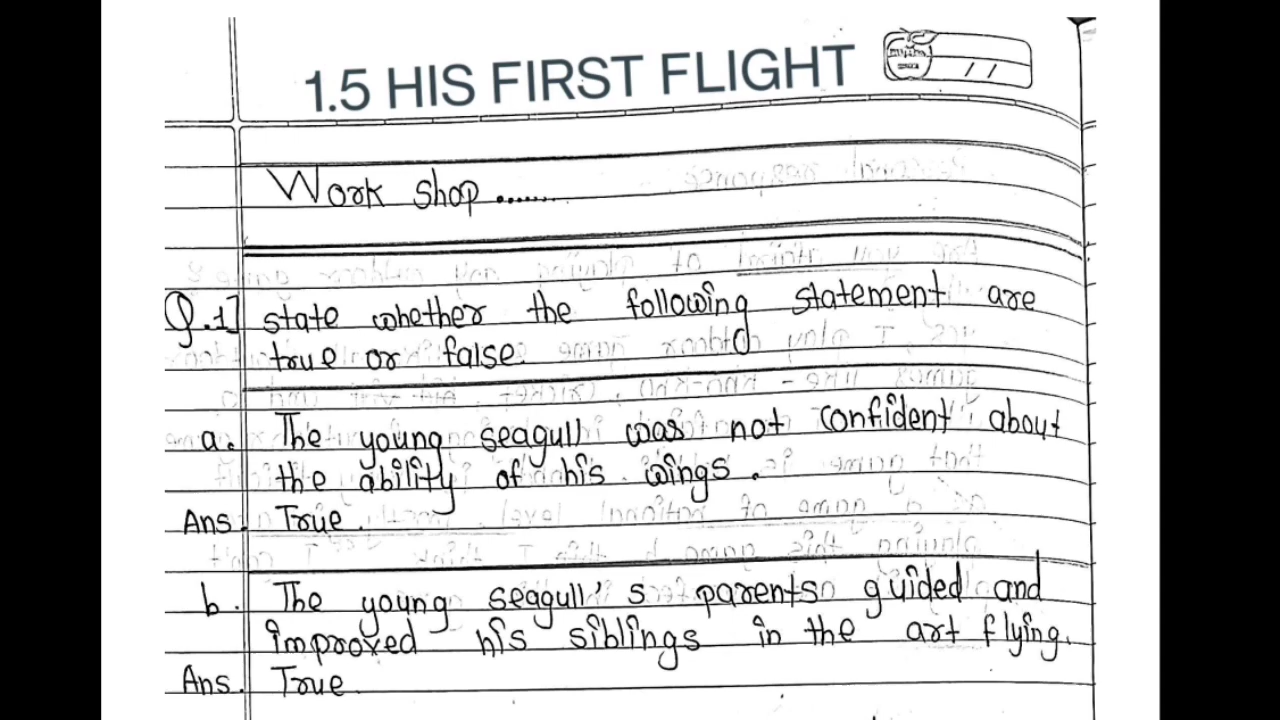 1.5 HIS FIRST FLIGHT
/ /
Work shop .......
Q.1] state whether the following statement are
true or false.
a. The young seagull was not confident about
the ability of his wings.
Ans. True.
b. The young seagull's parents guided and
improved his siblings in the art flying.
Ans. True.